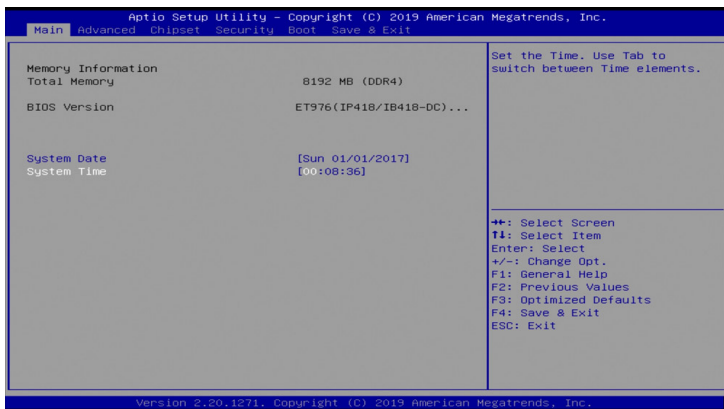 Aptio Setup Utility – Copyright (C) 2019 American Megatrends, Inc.
Main Advanced Chipset Security Boot Save & Exit
Memory Information
Total Memory 8192 MB (DDR4)
BIOS Version ET976(IP418/IB418-DC)...
System Date [Sun 01/01/2017]
System Time [00:08:36]
Set the Time. Use Tab to
switch between Time elements.
→←: Select Screen
↑↓: Select Item
Enter: Select
+/-: Change Opt.
F1: General Help
F2: Previous Values
F3: Optimized Defaults
F4: Save & Exit
ESC: Exit
Version 2.20.1271. Copyright (C) 2019 American Megatrends, Inc.